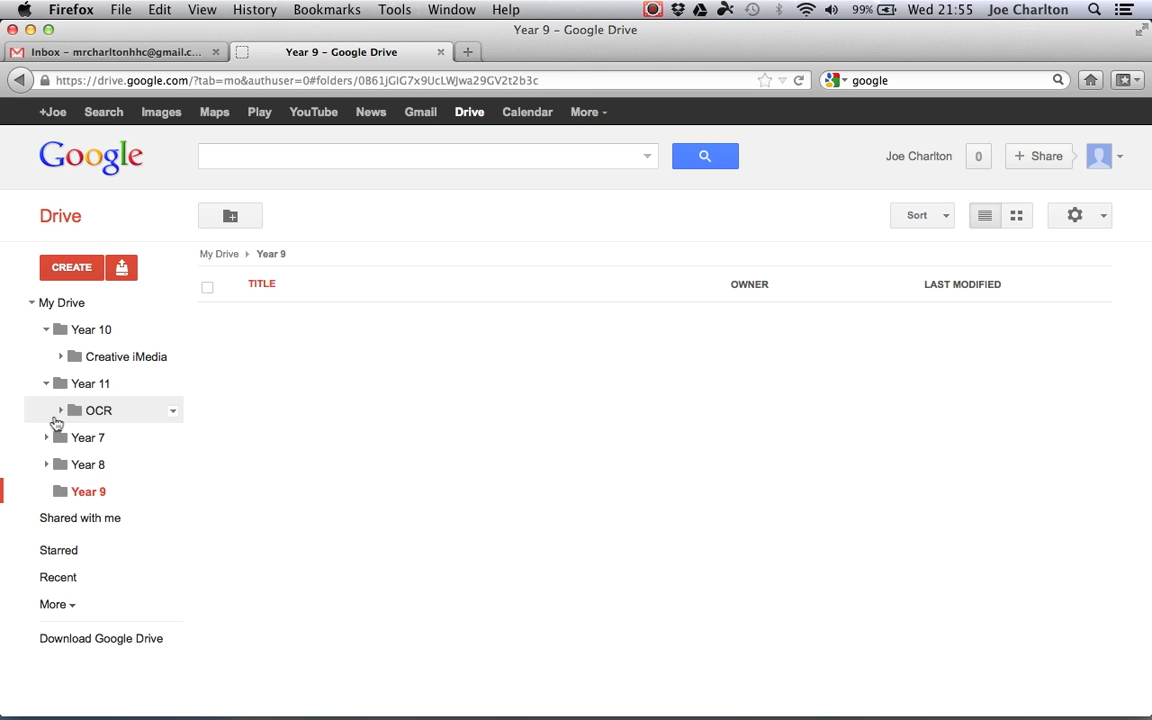 Firefox File Edit View History Bookmarks Tools Window Help 99% Wed 21:55 Joe Charlton
Year 9 – Google Drive
Inbox – mrcharltonhhc@gmail.c... Year 9 – Google Drive
https://drive.google.com/?tab=mo&authuser=0#folders/0B61jGIG7x9UcLWJwa29GV2t2b3c google
+Joe Search Images Maps Play YouTube News Gmail Drive Calendar More
Google Joe Charlton 0 + Share
Drive Sort
My Drive Year 9
CREATE
TITLE OWNER LAST MODIFIED
My Drive
Year 10
Creative iMedia
Year 11
OCR
Year 7
Year 8
Year 9
Shared with me
Starred
Recent
More
Download Google Drive